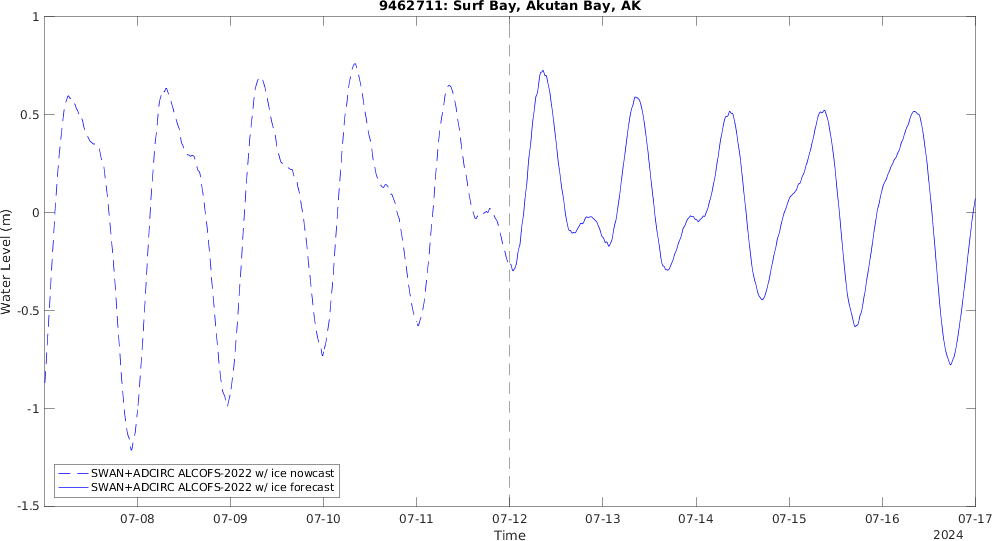 9462711: Surf Bay, Akutan Bay, AK
Water Level (m)
1
0.5
0
-0.5
-1
-1.5
SWAN+ADCIRC ALCOFS-2022 w/ ice nowcast
SWAN+ADCIRC ALCOFS-2022 w/ ice forecast
07-08 07-09 07-10 07-11 07-12 07-13 07-14 07-15 07-16 07-17
Time
2024